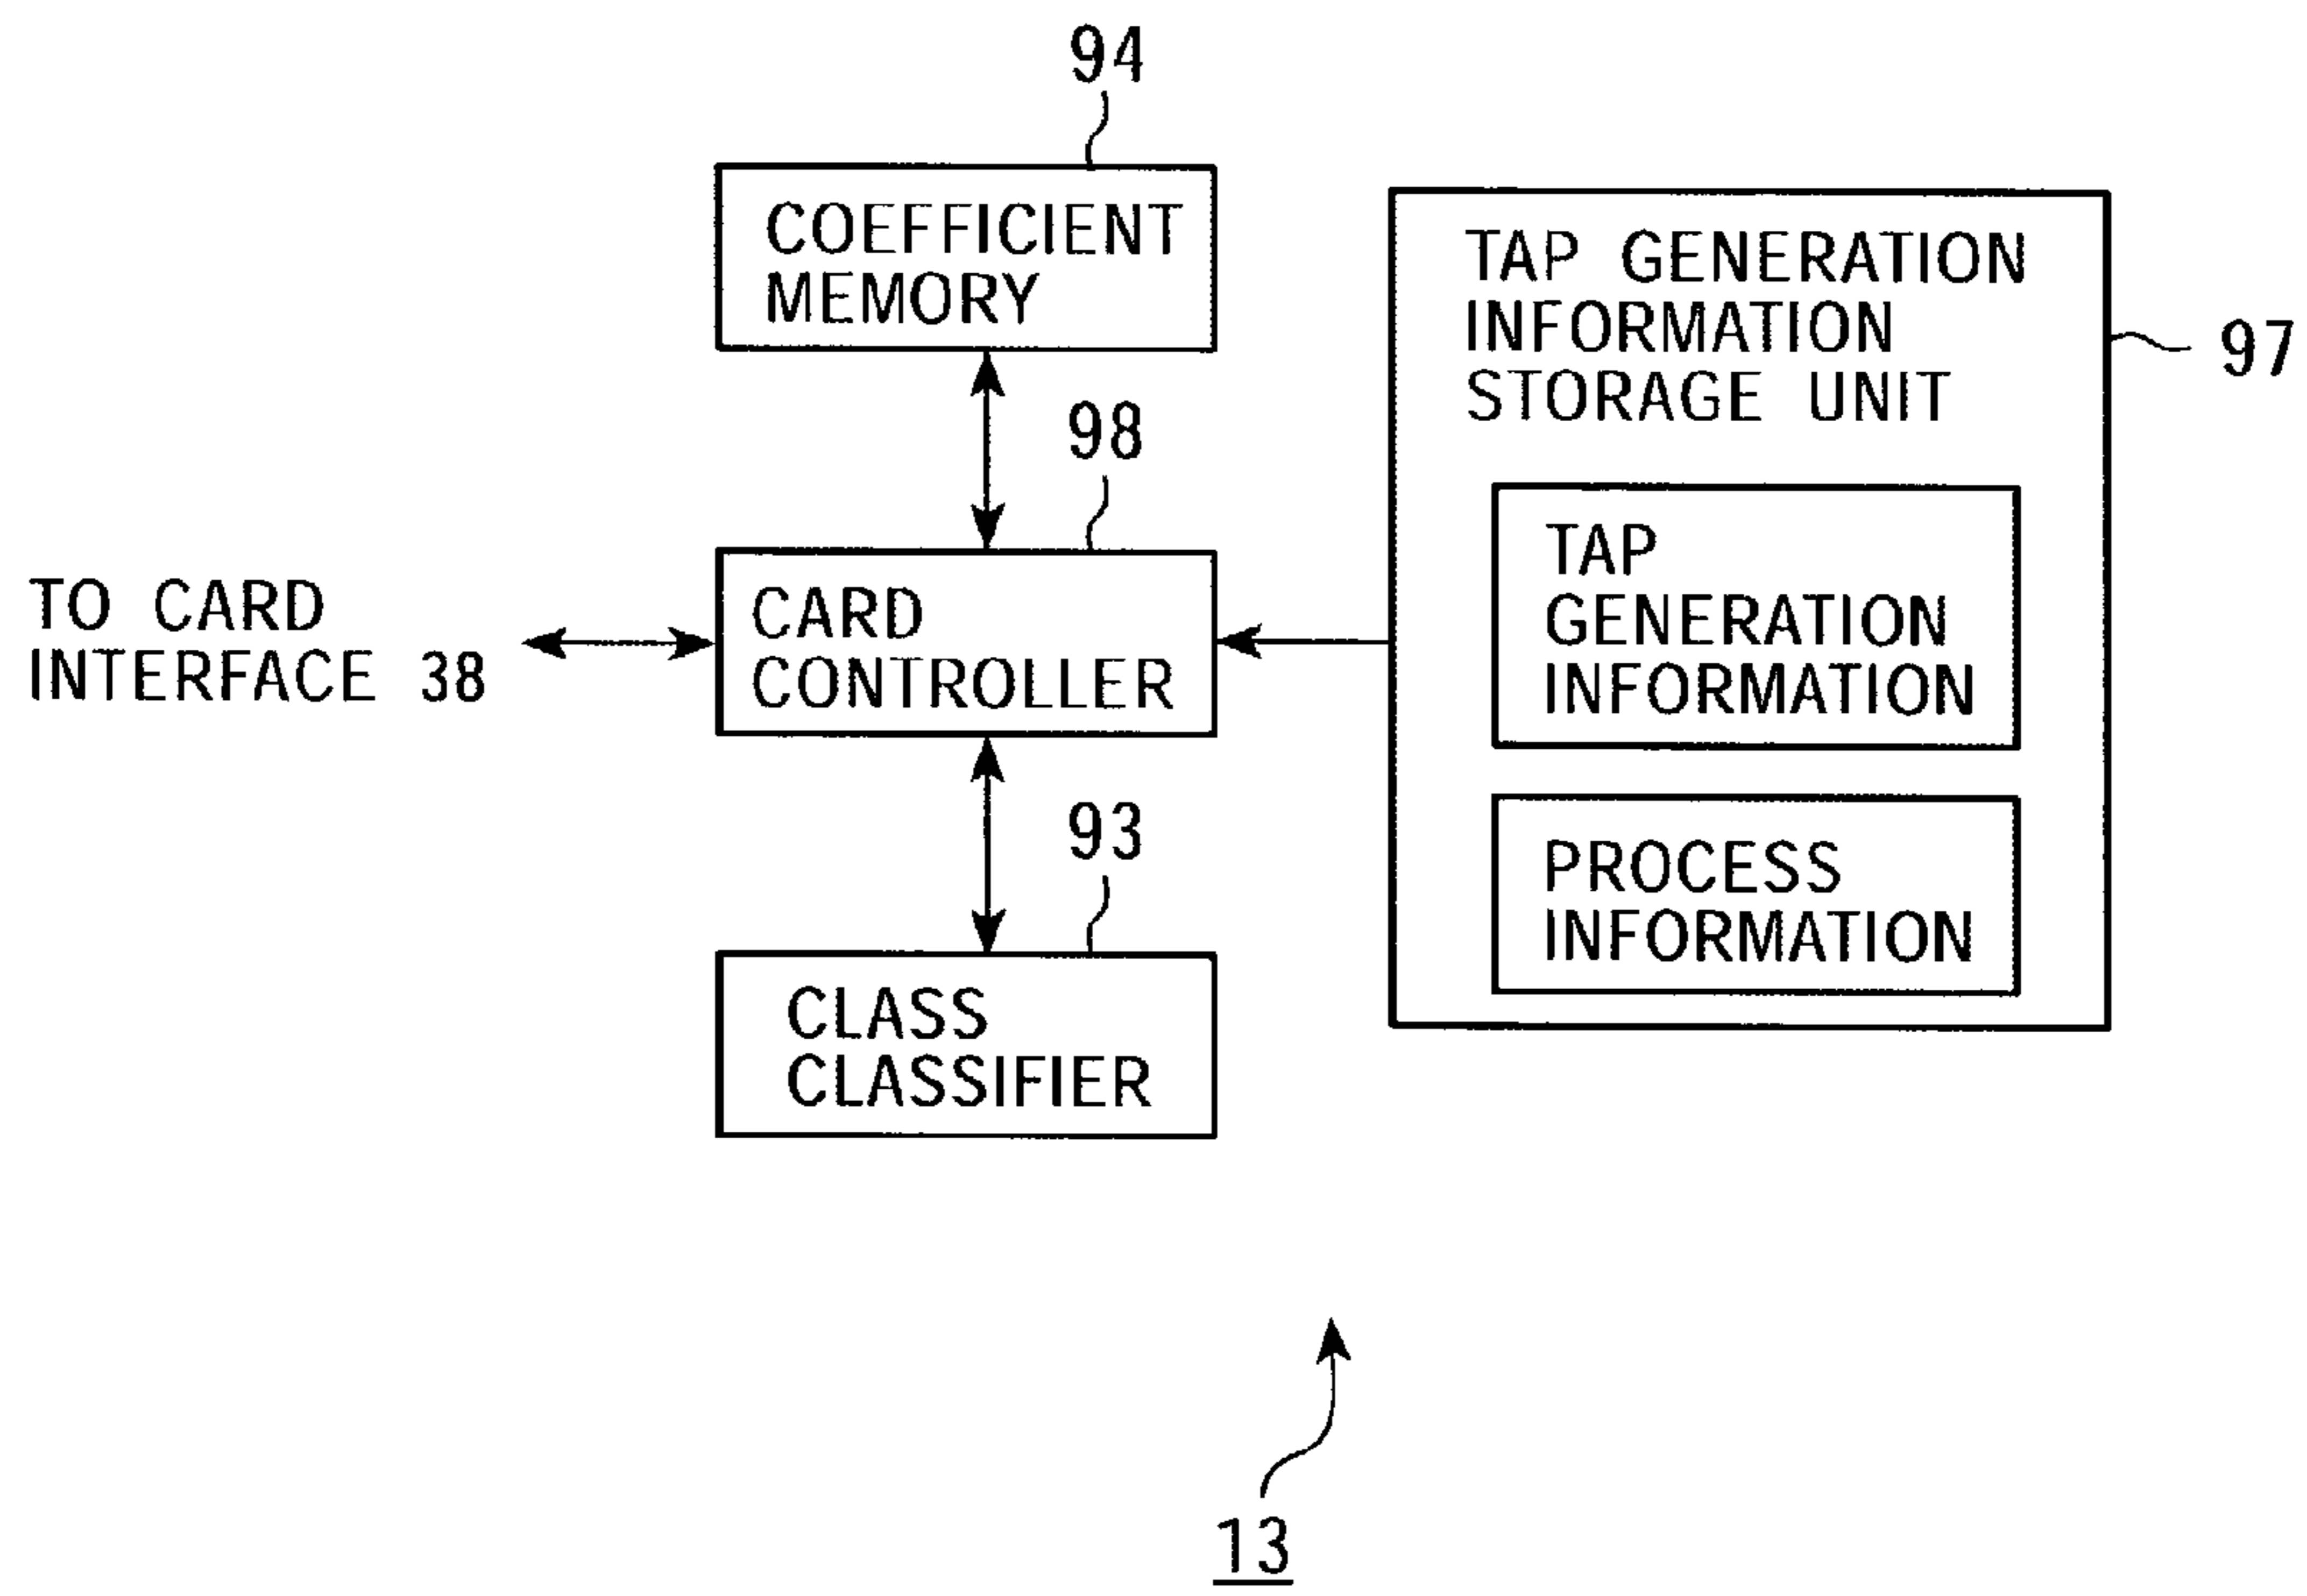 94
COEFFICIENT
MEMORY
TAP GENERATION
INFORMATION
STORAGE UNIT
97
98
TAP
GENERATION
INFORMATION
TO CARD
INTERFACE 38
CARD
CONTROLLER
93
PROCESS
INFORMATION
CLASS
CLASSIFIER
13